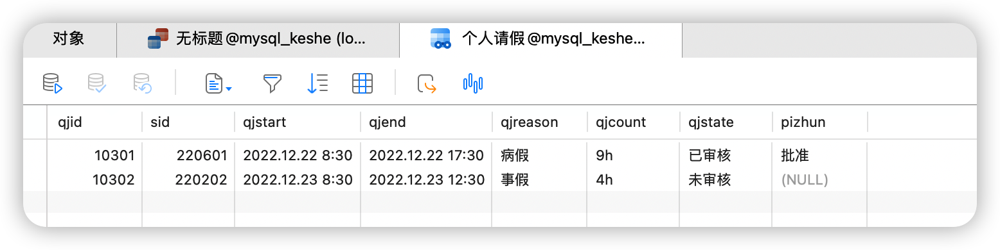 对象 无标题@mysql_keshe (lo... 个人请假@mysql_keshe...
qjid sid qjstart qjend qjreason qjcount qjstate pizhun
10301 220601 2022.12.22 8:30 2022.12.22 17:30 病假 9h 已审核 批准
10302 220202 2022.12.23 8:30 2022.12.23 12:30 事假 4h 未审核 (NULL)